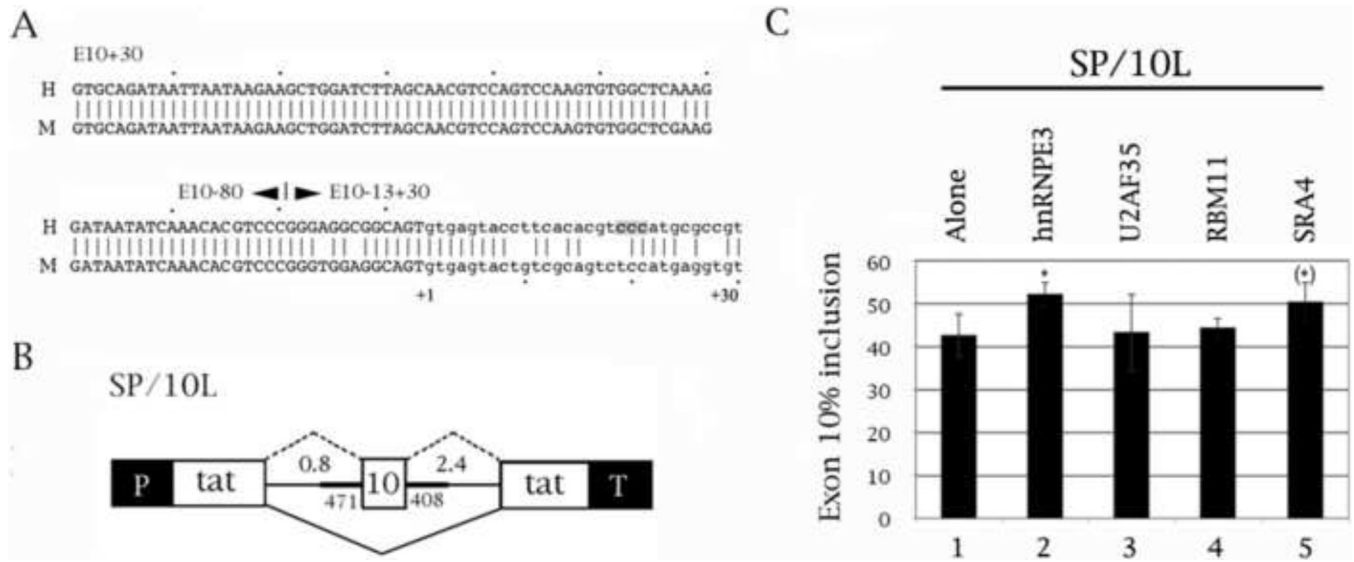 A
E10+30
H GTGCAGATAATTAATAAGAAGCTGGATCTTAGCAACGTCCAGTCCAAGTGTGGCTCAAAG
M GTGCAGATAATTAATAAGAAGCTGGATCTTAGCAACGTCCAGTCCAAGTGTGGCTCGAAG
E10-80 E10-13+30
H GATAATATCAAACACGTCCCGGGAGGCGGCAGTgtgagtaccttcacacgtcccatgcgccgt
M GATAATATCAAACACGTCCCGGGTGGAGGCAGTgtgagtactgtcgcagtctccatgaggtgt
+1 +30
B
SP/10L
P tat 0.8 10 2.4 tat T
471 408
C
SP/10L
Alone
hnRNPE3
U2AF35
RBM11
SRA4
Exon 10% inclusion
60
50
40
30
20
10
0
* (*)
1 2 3 4 5